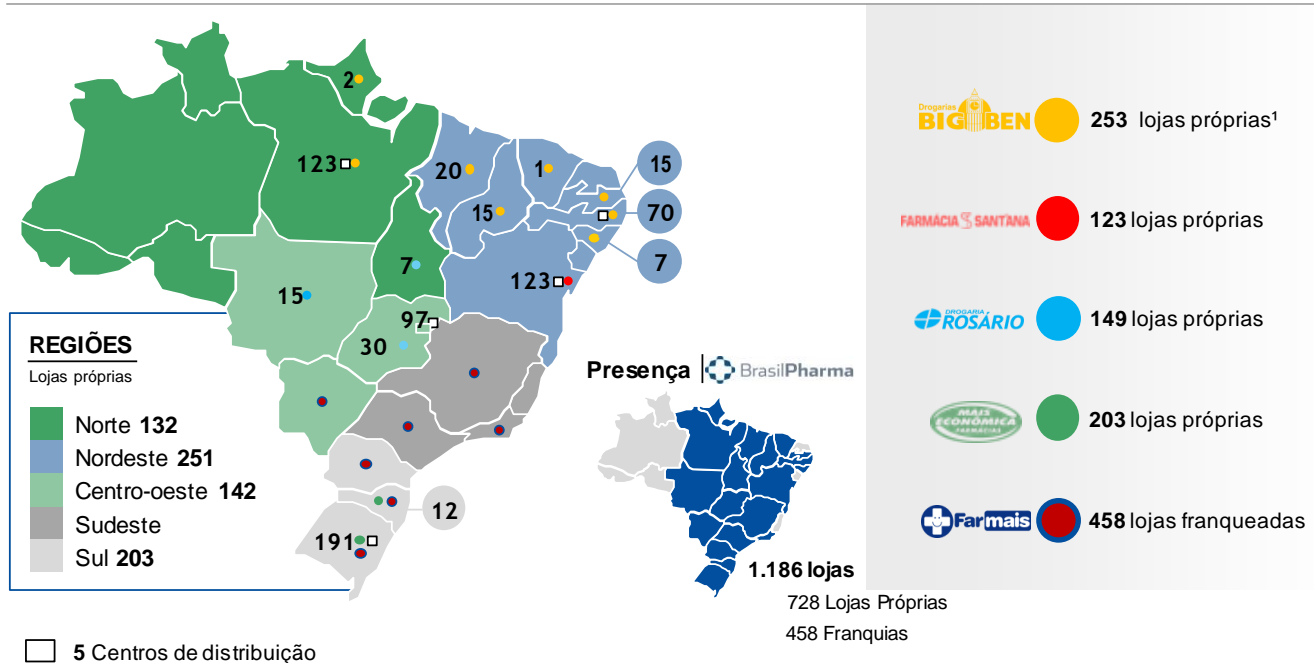 2
123
20
1
15
15
70
7
7
123
15
97
30
12
191
REGIÕES
Lojas próprias
Norte 132
Nordeste 251
Centro-oeste 142
Sudeste
Sul 203
5 Centros de distribuição
Presença | BrasilPharma
1.186 lojas
728 Lojas Próprias
458 Franquias
Drogarias
BIG BEN
253 lojas próprias¹
FARMÁCIA SANT'ANA
123 lojas próprias
DROGARIA
ROSÁRIO
149 lojas próprias
MAIS
ECONÔMICA
FARMÁCIAS
203 lojas próprias
Farmais
458 lojas franqueadas